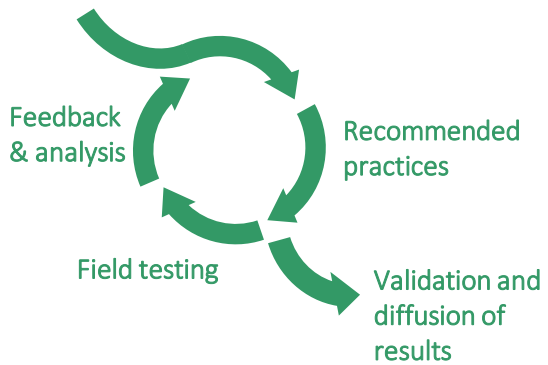 Feedback
& analysis
Recommended
practices
Field testing
Validation and
diffusion of
results